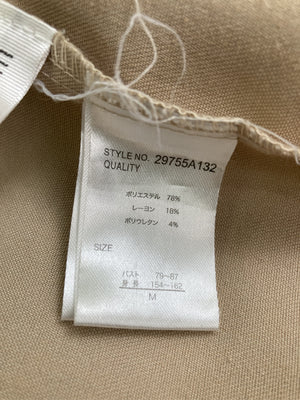 STYLE NO. 29755A132
QUALITY
ポリエステル 78%
レーヨン 18%
ポリウレタン 4%
SIZE
バスト 79~87
身長 154~162
M